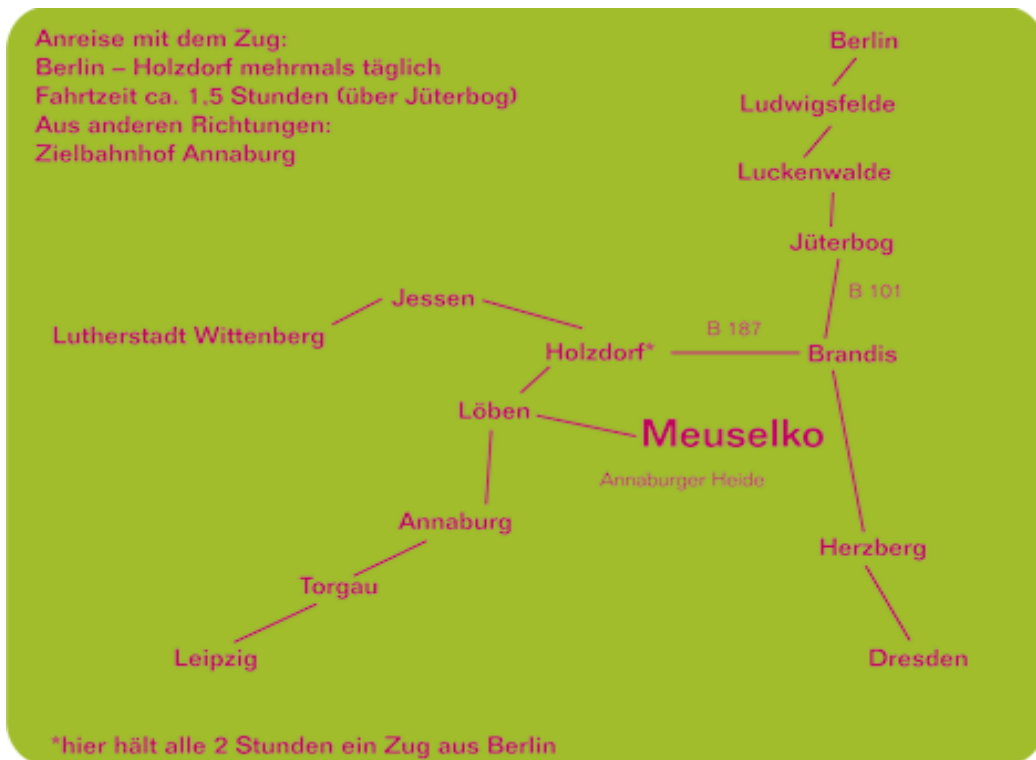 Anreise mit dem Zug:
Berlin – Holzdorf mehrmals täglich
Fahrtzeit ca. 1,5 Stunden (über Jüterbog)
Aus anderen Richtungen:
Zielbahnhof Annaburg
Berlin
Ludwigsfelde
Luckenwalde
Jüterbog
B 101
Jessen
Lutherstadt Wittenberg
B 187
Holzdorf*
Brandis
Löben
Meuselko
Annaburger Heide
Annaburg
Herzberg
Torgau
Leipzig
Dresden
*hier hält alle 2 Stunden ein Zug aus Berlin